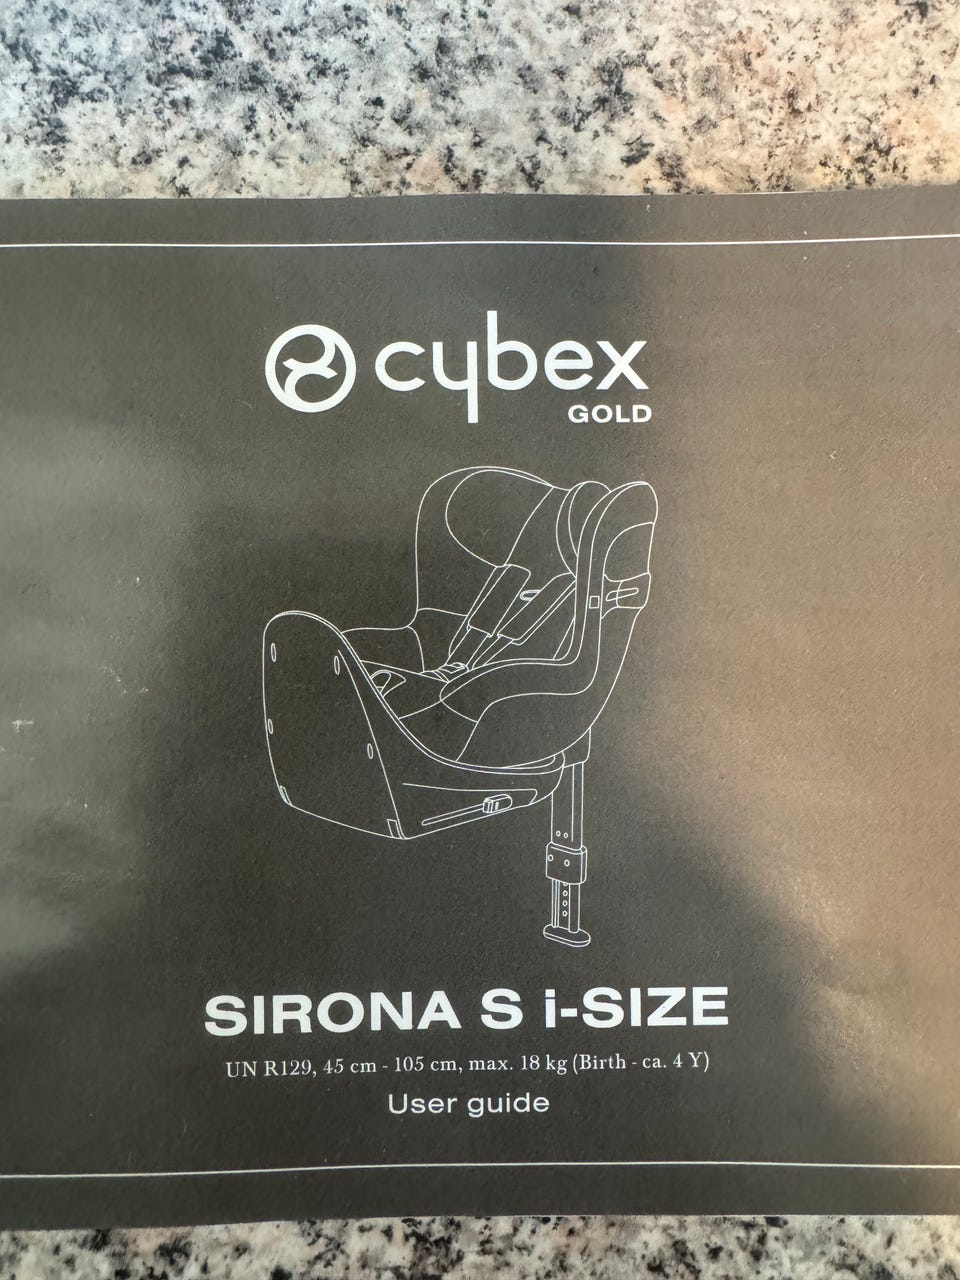 cybex
GOLD
SIRONA S i-SIZE
UN R129, 45 cm - 105 cm, max. 18 kg (Birth - ca. 4 Y)
User guide